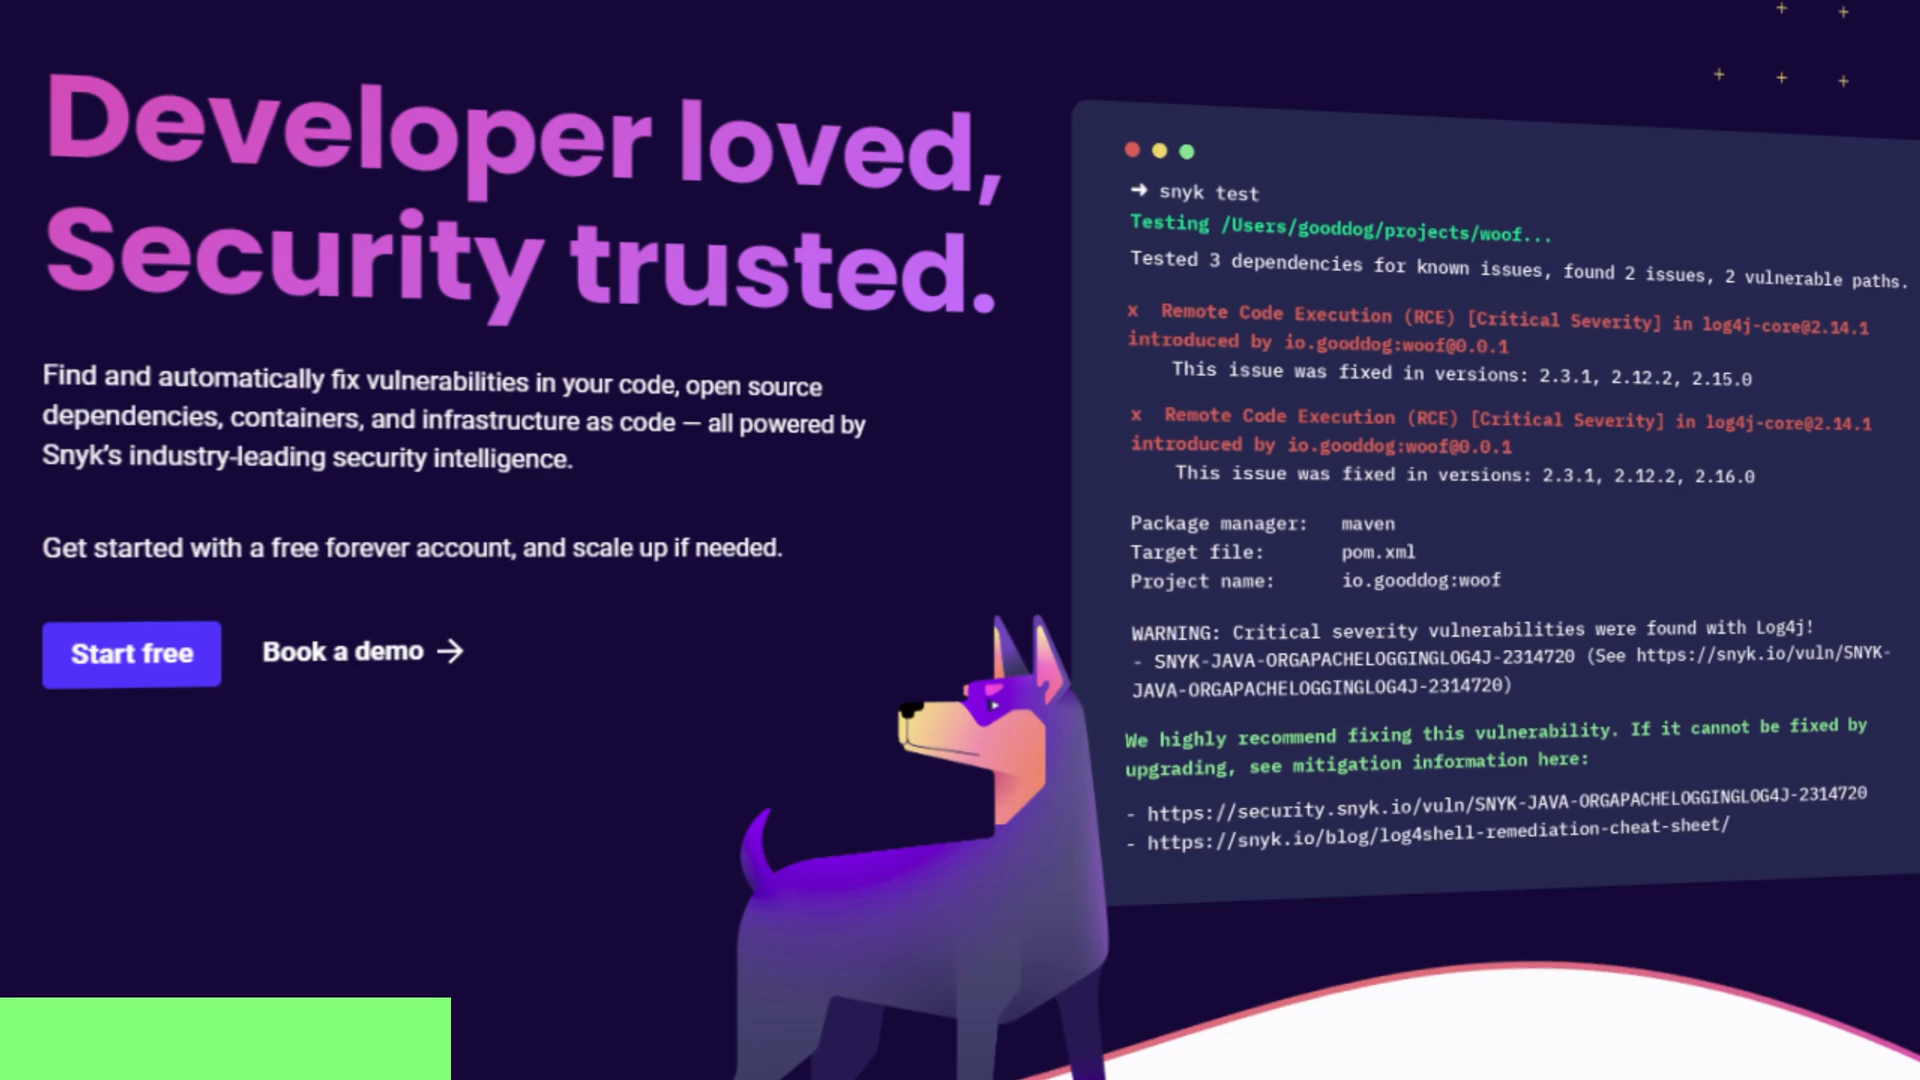 Developer loved,
Security trusted.
Find and automatically fix vulnerabilities in your code, open source
dependencies, containers, and infrastructure as code — all powered by
Snyk’s industry-leading security intelligence.
Get started with a free forever account, and scale up if needed.
Start free
Book a demo →
➜ snyk test
Testing /Users/gooddog/projects/woof...
Tested 3 dependencies for known issues, found 2 issues, 2 vulnerable paths.
x Remote Code Execution (RCE) [Critical Severity] in log4j-core@2.14.1
introduced by io.gooddog:woof@0.0.1
This issue was fixed in versions: 2.3.1, 2.12.2, 2.15.0
x Remote Code Execution (RCE) [Critical Severity] in log4j-core@2.14.1
introduced by io.gooddog:woof@0.0.1
This issue was fixed in versions: 2.3.1, 2.12.2, 2.16.0
Package manager: maven
Target file: pom.xml
Project name: io.gooddog:woof
WARNING: Critical severity vulnerabilities were found with Log4j!
- SNYK-JAVA-ORGAPACHELOGGINGLOG4J-2314720 (See https://snyk.io/vuln/SNYK-
JAVA-ORGAPACHELOGGINGLOG4J-2314720)
We highly recommend fixing this vulnerability. If it cannot be fixed by
upgrading, see mitigation information here:
- https://security.snyk.io/vuln/SNYK-JAVA-ORGAPACHELOGGINGLOG4J-2314720
- https://snyk.io/blog/log4shell-remediation-cheat-sheet/